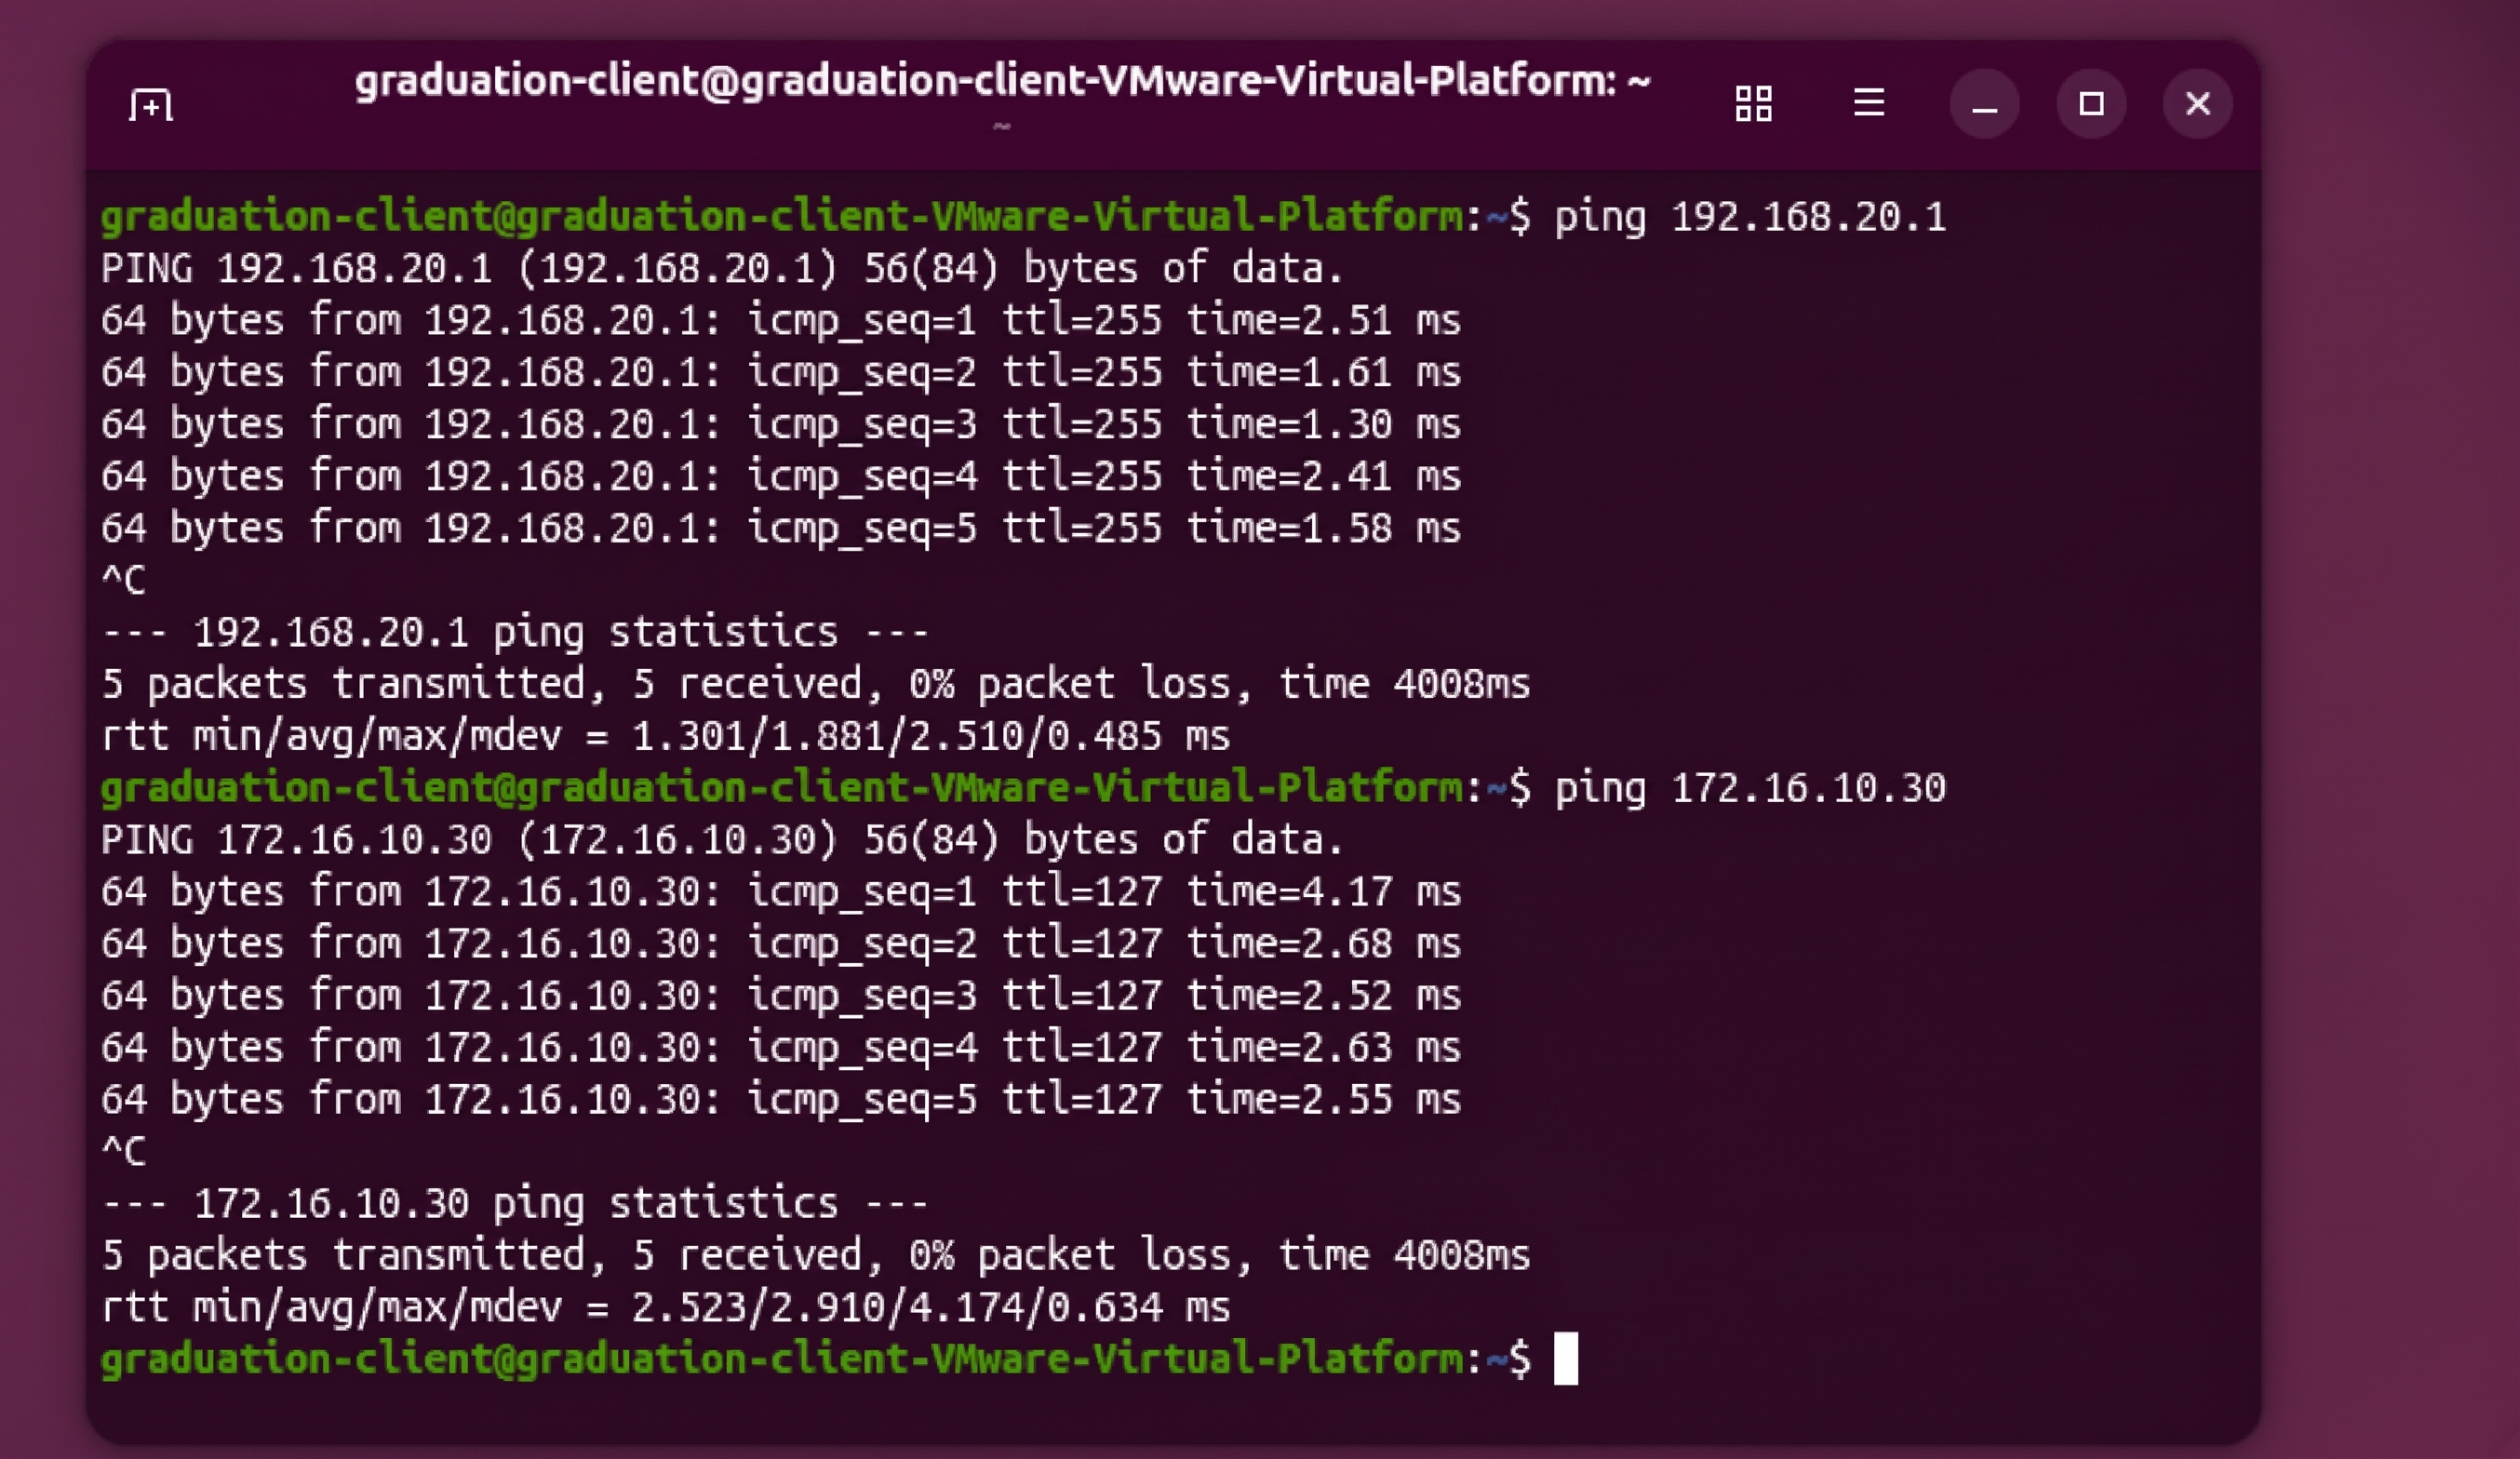 graduation-client@graduation-client-VMware-Virtual-Platform: ~
~
graduation-client@graduation-client-VMware-Virtual-Platform:~$ ping 192.168.20.1
PING 192.168.20.1 (192.168.20.1) 56(84) bytes of data.
64 bytes from 192.168.20.1: icmp_seq=1 ttl=255 time=2.51 ms
64 bytes from 192.168.20.1: icmp_seq=2 ttl=255 time=1.61 ms
64 bytes from 192.168.20.1: icmp_seq=3 ttl=255 time=1.30 ms
64 bytes from 192.168.20.1: icmp_seq=4 ttl=255 time=2.41 ms
64 bytes from 192.168.20.1: icmp_seq=5 ttl=255 time=1.58 ms
^C
--- 192.168.20.1 ping statistics ---
5 packets transmitted, 5 received, 0% packet loss, time 4008ms
rtt min/avg/max/mdev = 1.301/1.881/2.510/0.485 ms
graduation-client@graduation-client-VMware-Virtual-Platform:~$ ping 172.16.10.30
PING 172.16.10.30 (172.16.10.30) 56(84) bytes of data.
64 bytes from 172.16.10.30: icmp_seq=1 ttl=127 time=4.17 ms
64 bytes from 172.16.10.30: icmp_seq=2 ttl=127 time=2.68 ms
64 bytes from 172.16.10.30: icmp_seq=3 ttl=127 time=2.52 ms
64 bytes from 172.16.10.30: icmp_seq=4 ttl=127 time=2.63 ms
64 bytes from 172.16.10.30: icmp_seq=5 ttl=127 time=2.55 ms
^C
--- 172.16.10.30 ping statistics ---
5 packets transmitted, 5 received, 0% packet loss, time 4008ms
rtt min/avg/max/mdev = 2.523/2.910/4.174/0.634 ms
graduation-client@graduation-client-VMware-Virtual-Platform:~$